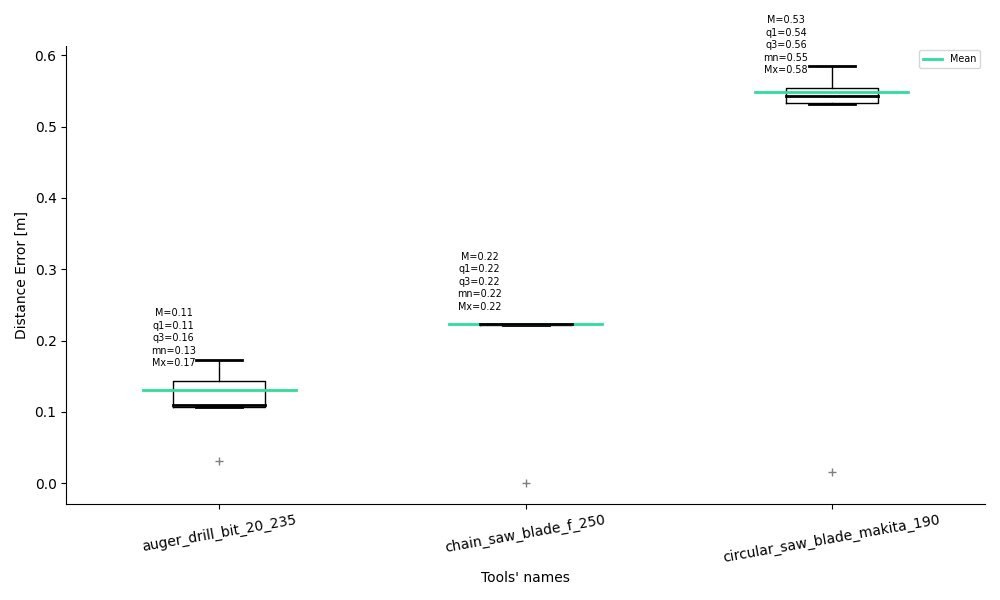 M=0.53
q1=0.54
q3=0.56
mn=0.55
Mx=0.58
Mean
0.6
0.5
0.4
0.3
0.2
0.1
0.0
Distance Error [m]
M=0.22
q1=0.22
q3=0.22
mn=0.22
Mx=0.22
M=0.11
q1=0.11
q3=0.16
mn=0.13
Mx=0.17
auger_drill_bit_20_235
chain_saw_blade_f_250
circular_saw_blade_makita_190
Tools' names